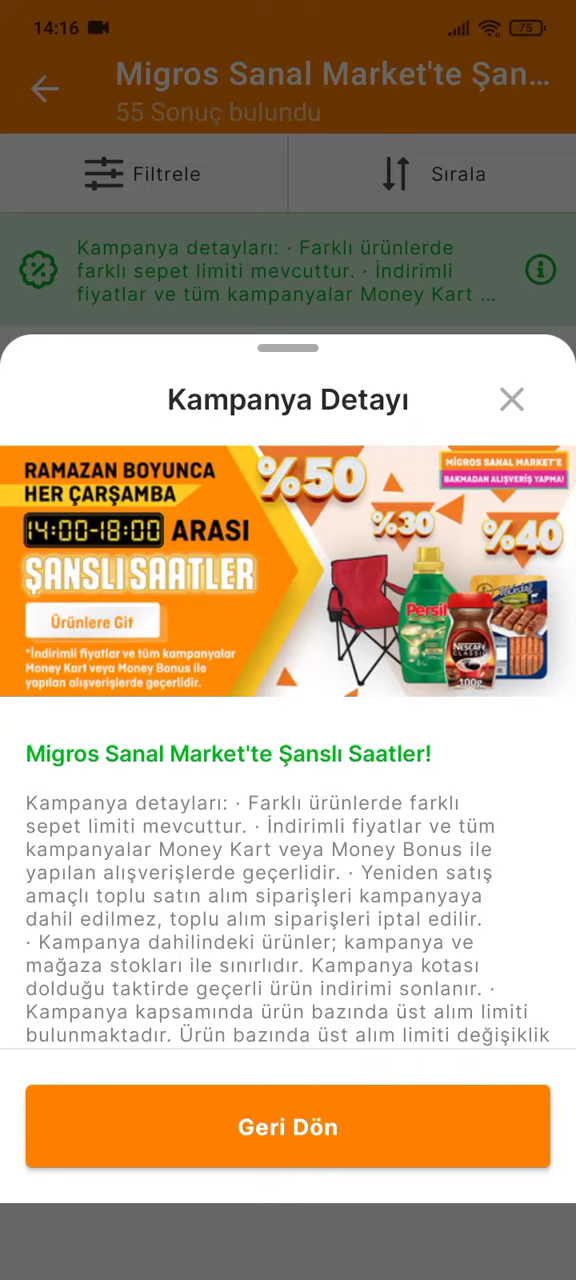 14:16
75
Migros Sanal Market'te Şan...
55 Sonuç bulundu
Filtrele
Sırala
Kampanya detayları: · Farklı ürünlerde
farklı sepet limiti mevcuttur. · İndirimli
fiyatlar ve tüm kampanyalar Money Kart ...
Kampanya Detayı
RAMAZAN BOYUNCA
HER ÇARŞAMBA
14:00-18:00 ARASI
ŞANSLI SAATLER
Ürünlere Git
*İndirimli fiyatlar ve tüm kampanyalar
Money Kart veya Money Bonus ile
yapılan alışverişlerde geçerlidir.
%50
%30
%40
MİGROS SANAL MARKET'E
BAKMADAN ALIŞVERİŞ YAPMA!
Persil
NESCAFÉ
CLASSIC
100g
Migros Sanal Market'te Şanslı Saatler!
Kampanya detayları: · Farklı ürünlerde farklı
sepet limiti mevcuttur. · İndirimli fiyatlar ve tüm
kampanyalar Money Kart veya Money Bonus ile
yapılan alışverişlerde geçerlidir. · Yeniden satış
amaçlı toplu satın alım siparişleri kampanyaya
dahil edilmez, toplu alım siparişleri iptal edilir.
· Kampanya dahilindeki ürünler; kampanya ve
mağaza stokları ile sınırlıdır. Kampanya kotası
dolduğu taktirde geçerli ürün indirimi sonlanır. ·
Kampanya kapsamında ürün bazında üst alım limiti
bulunmaktadır. Ürün bazında üst alım limiti değişiklik
Geri Dön